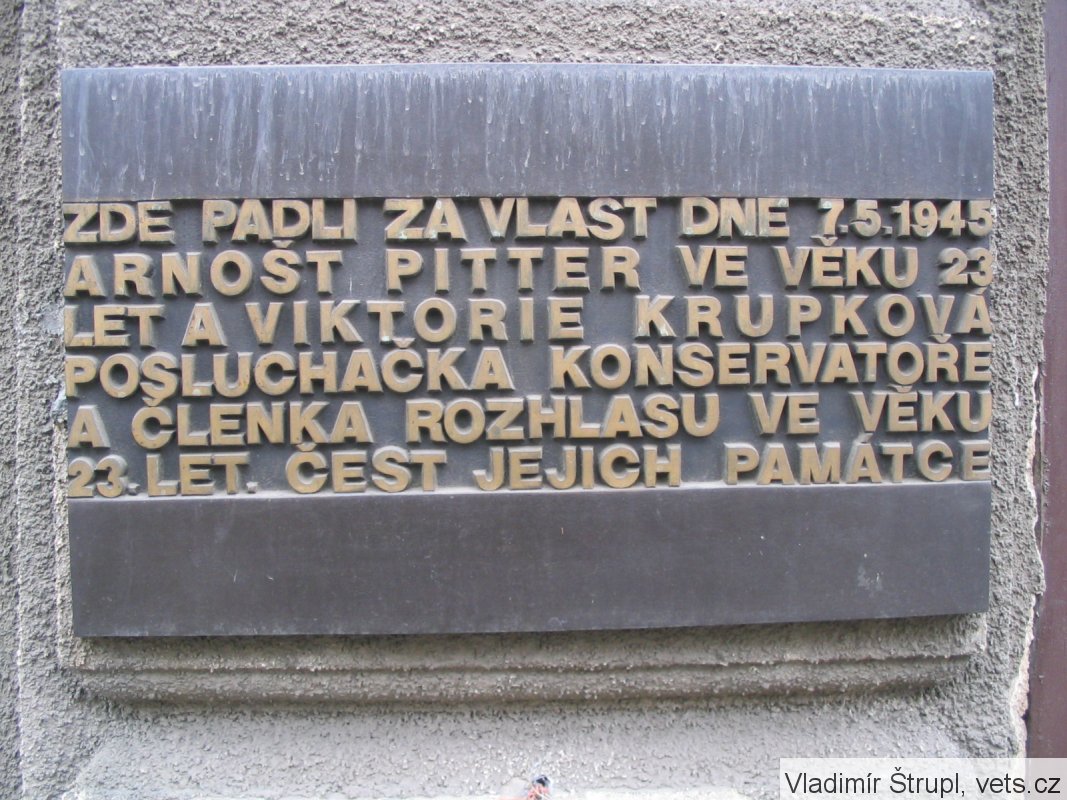 ZDE PADLI ZA VLAST DNE 7.5.1945
ARNOŠT PITTER VE VĚKU 23
LET A VIKTORIE KRUPKOVÁ
POSLUCHAČKA KONSERVATOŘE
A ČLENKA ROZHLASU VE VĚKU
23. LET. ČEST JEJICH PAMÁTCE
Vladimír Štrupl, vets.cz